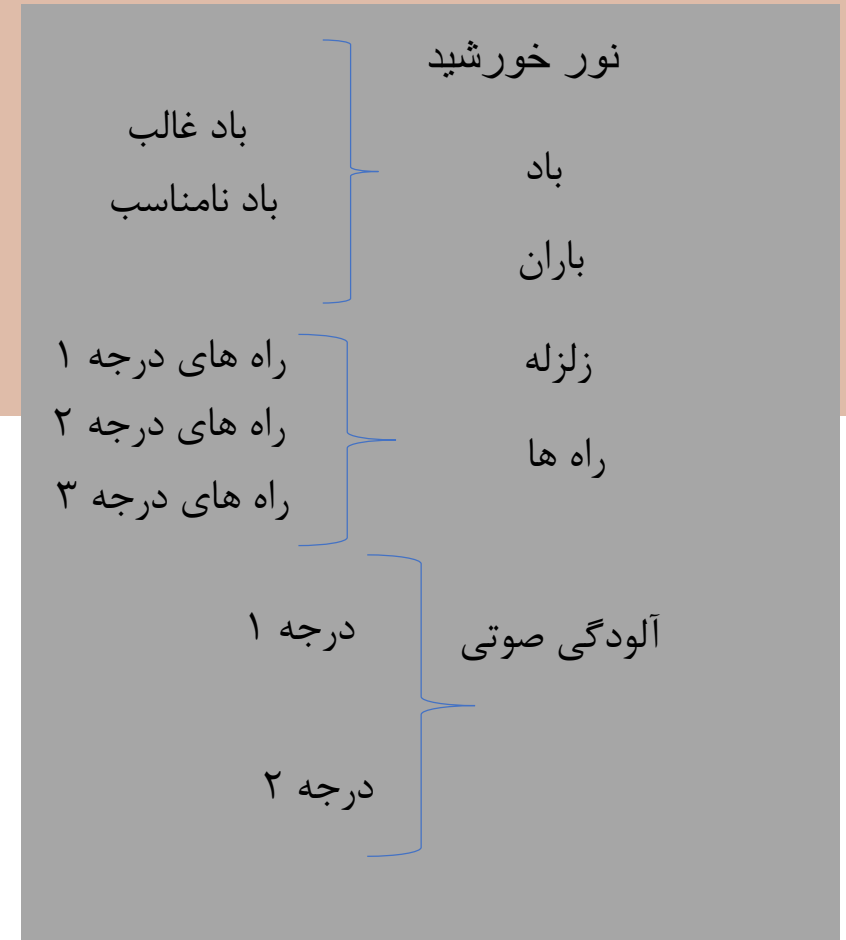 نور خورشید
باد
باد غالب
باد نامناسب
باران
زلزله
راه ها
راه های درجه ۱
راه های درجه ۲
راه های درجه ۳
آلودگی صوتی
درجه ۱
درجه ۲